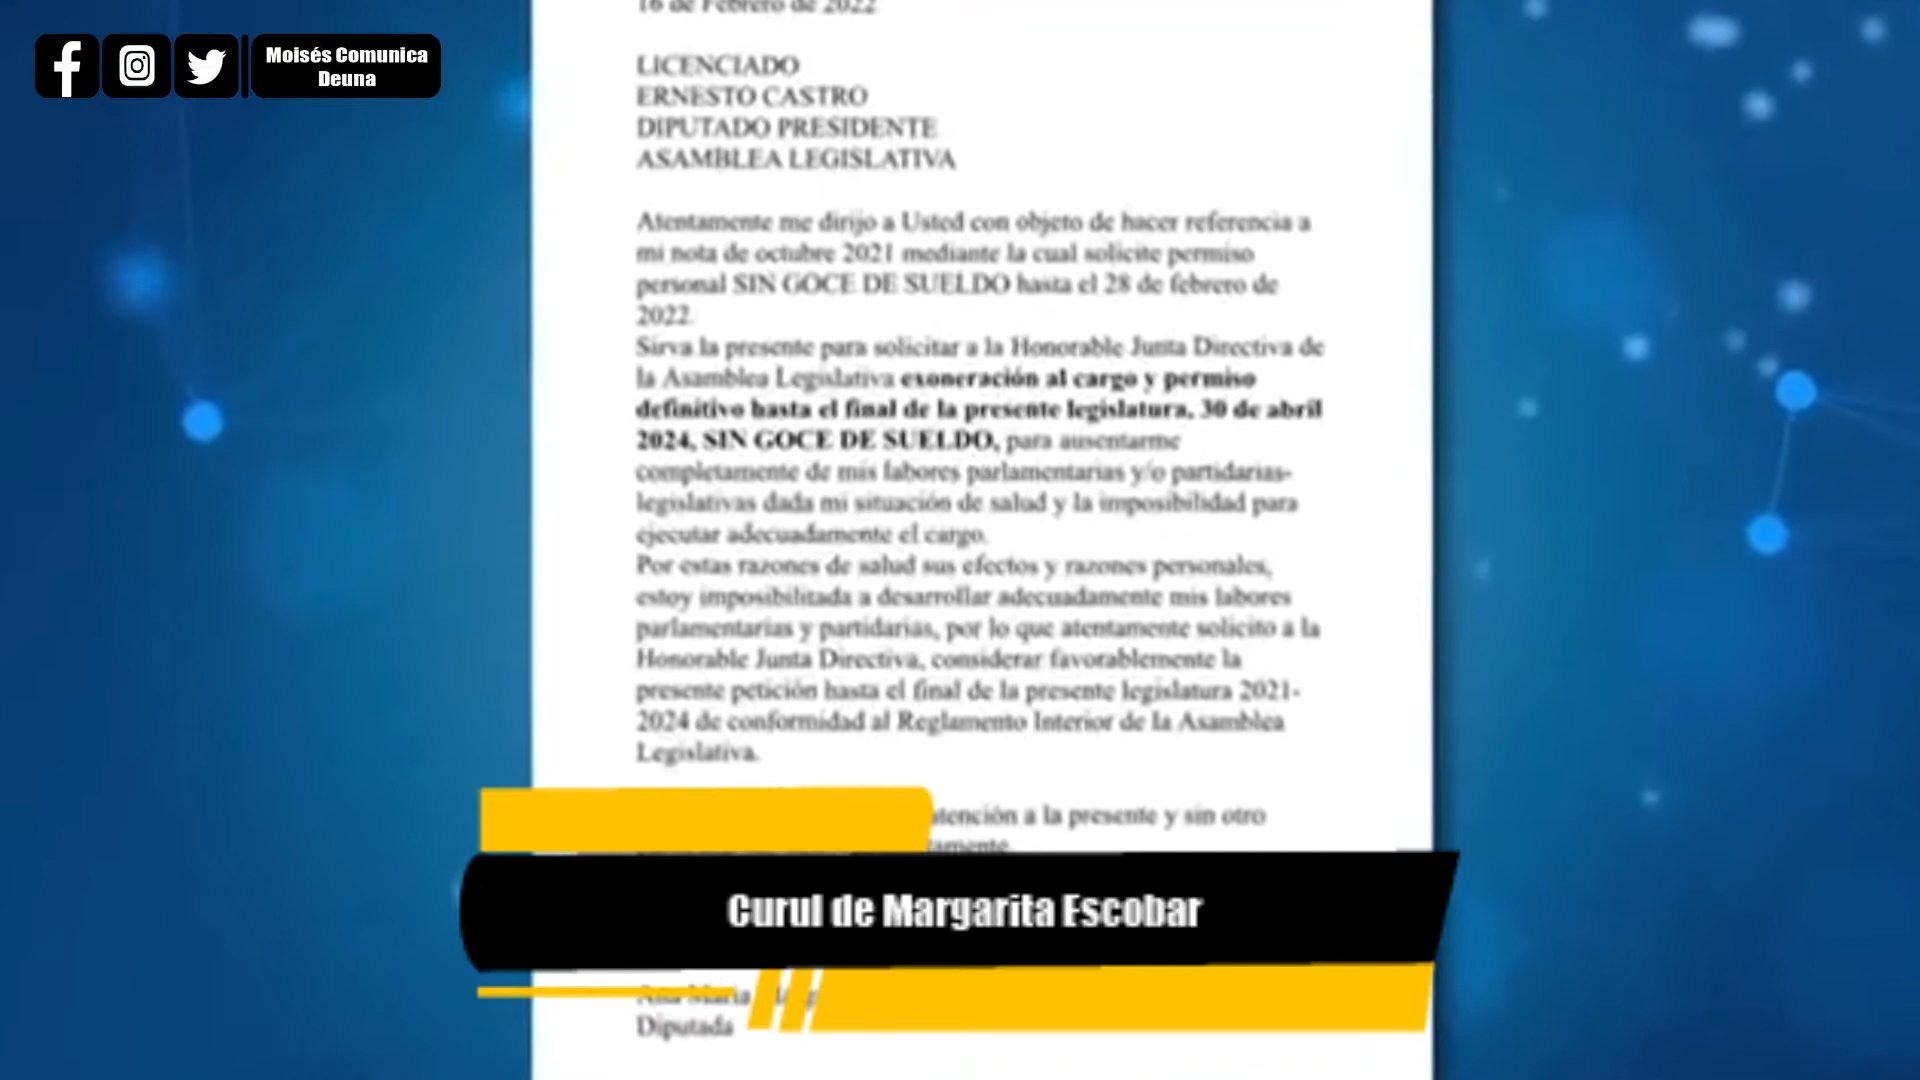 Moisés Comunica
Deuna
16 de Febrero de 2022
LICENCIADO
ERNESTO CASTRO
DIPUTADO PRESIDENTE
ASAMBLEA LEGISLATIVA
Atentamente me dirijo a Usted con objeto de hacer referencia a
mi nota de octubre 2021 mediante la cual solicite permiso
personal SIN GOCE DE SUELDO hasta el 28 de febrero de
2022.
Sirva la presente para solicitar a la Honorable Junta Directiva de
la Asamblea Legislativa exoneración al cargo y permiso
definitivo hasta el final de la presente legislatura, 30 de abril
2024, SIN GOCE DE SUELDO, para ausentarme
completamente de mis labores parlamentarias y/o partidarias-
legislativas dada mi situación de salud y la imposibilidad para
ejecutar adecuadamente el cargo.
Por estas razones de salud sus efectos y razones personales,
estoy imposibilitada a desarrollar adecuadamente mis labores
parlamentarias y partidarias, por lo que atentamente solicito a la
Honorable Junta Directiva, considerar favorablemente la
presente petición hasta el final de la presente legislatura 2021-
2024 de conformidad al Reglamento Interior de la Asamblea
Legislativa.
atención a la presente y sin otro
Curul de Margarita Escobar
Ana Maria
Diputada